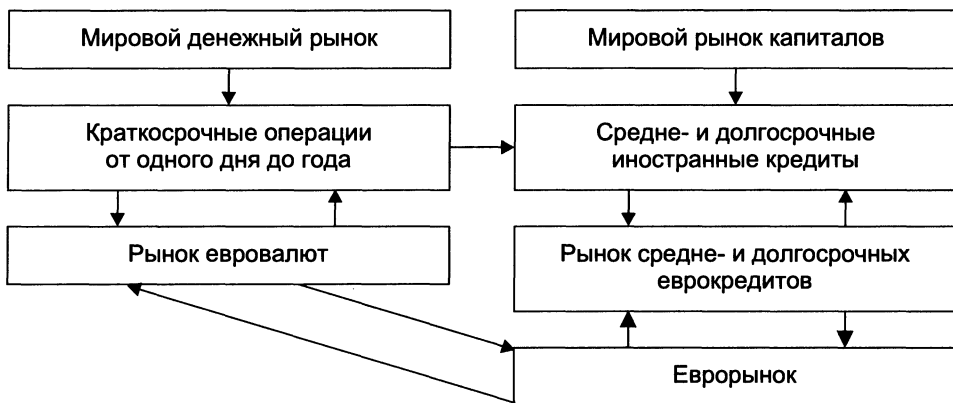 Мировой денежный рынок
Мировой рынок капиталов
Краткосрочные операции
от одного дня до года
Средне- и долгосрочные
иностранные кредиты
Рынок евровалют
Рынок средне- и долгосрочных
еврокредитов
Еврорынок